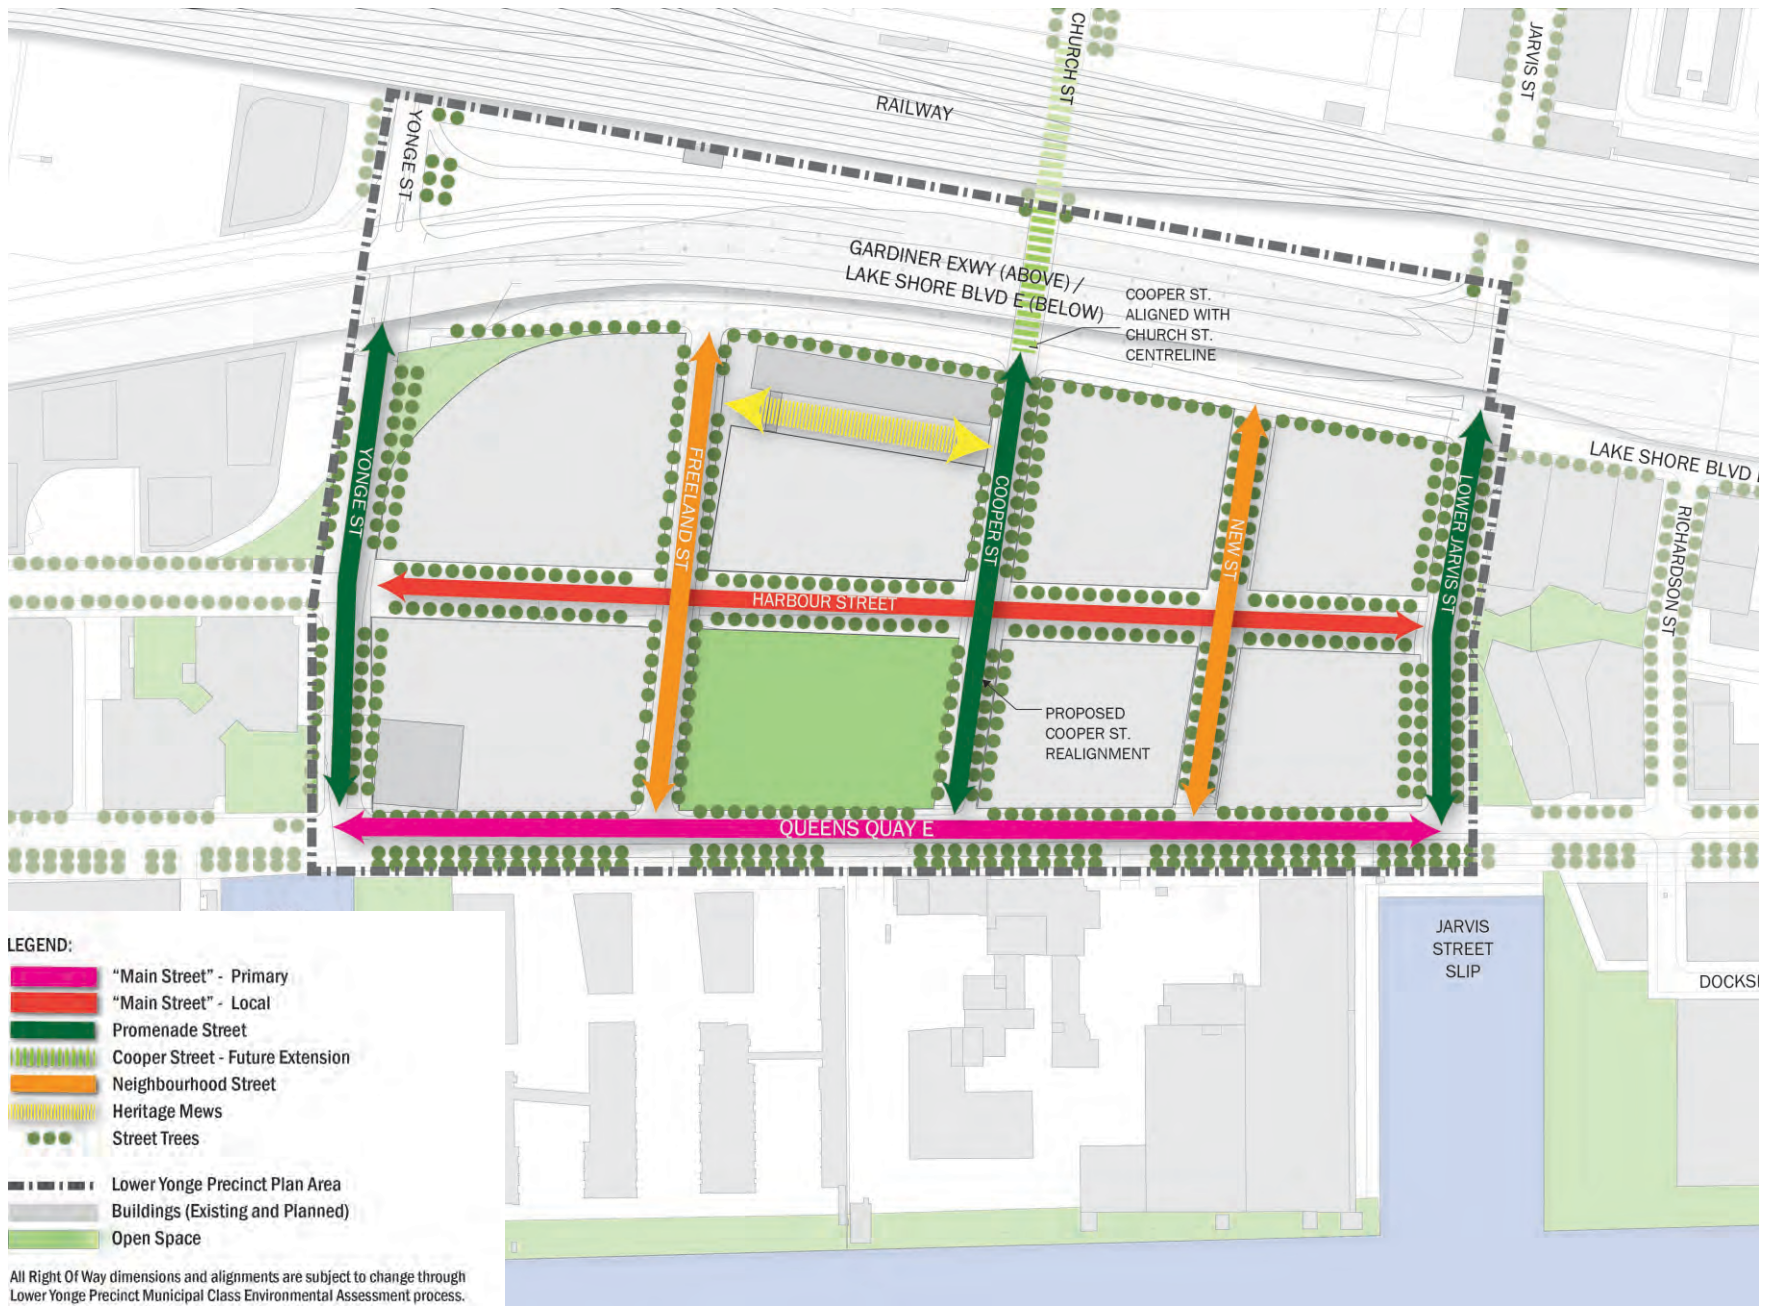 CHURCH ST
JARVIS ST
RAILWAY
YONGE ST
GARDINER EXWY (ABOVE) /
LAKE SHORE BLVD E (BELOW)
COOPER ST.
ALIGNED WITH
CHURCH ST.
CENTRELINE
LAKE SHORE BLVD
YONGE ST
FREELAND ST
COOPER ST
NEW ST
LOWER JARVIS ST
RICHARDSON ST
HARBOUR STREET
PROPOSED
COOPER ST.
REALIGNMENT
QUEENS QUAY E
JARVIS
STREET
SLIP
DOCKS
LEGEND:
“Main Street” - Primary
“Main Street” - Local
Promenade Street
Cooper Street - Future Extension
Neighbourhood Street
Heritage Mews
Street Trees
Lower Yonge Precinct Plan Area
Buildings (Existing and Planned)
Open Space
All Right Of Way dimensions and alignments are subject to change through
Lower Yonge Precinct Municipal Class Environmental Assessment process.